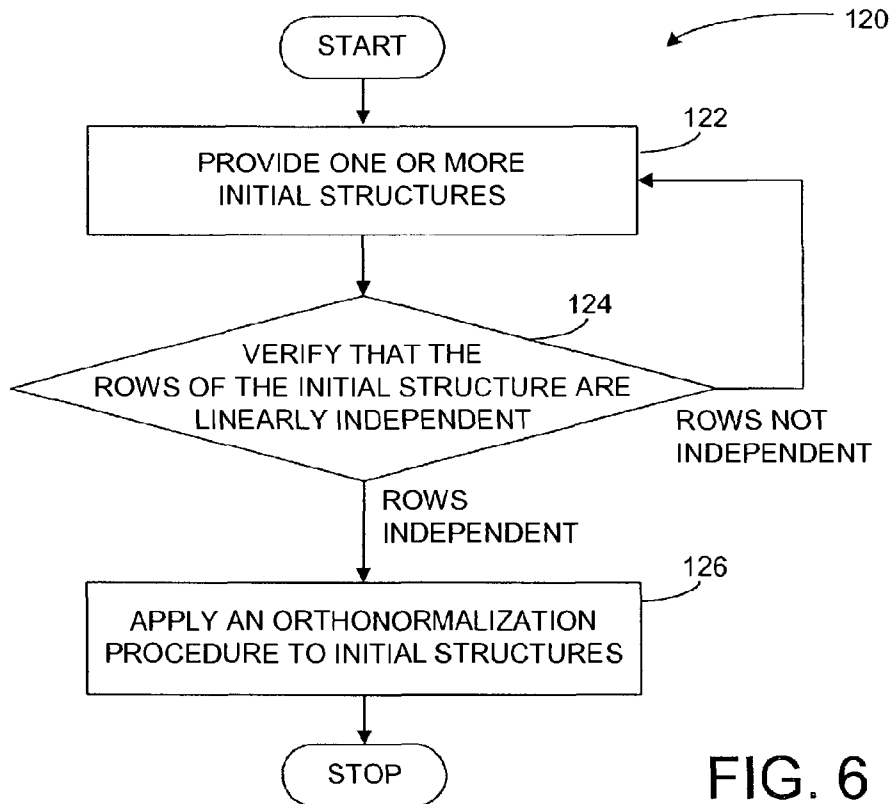 120
START
122
PROVIDE ONE OR MORE
INITIAL STRUCTURES
124
VERIFY THAT THE
ROWS OF THE INITIAL STRUCTURE ARE
LINEARLY INDEPENDENT
ROWS NOT
INDEPENDENT
ROWS
INDEPENDENT
126
APPLY AN ORTHONORMALIZATION
PROCEDURE TO INITIAL STRUCTURES
STOP
FIG. 6